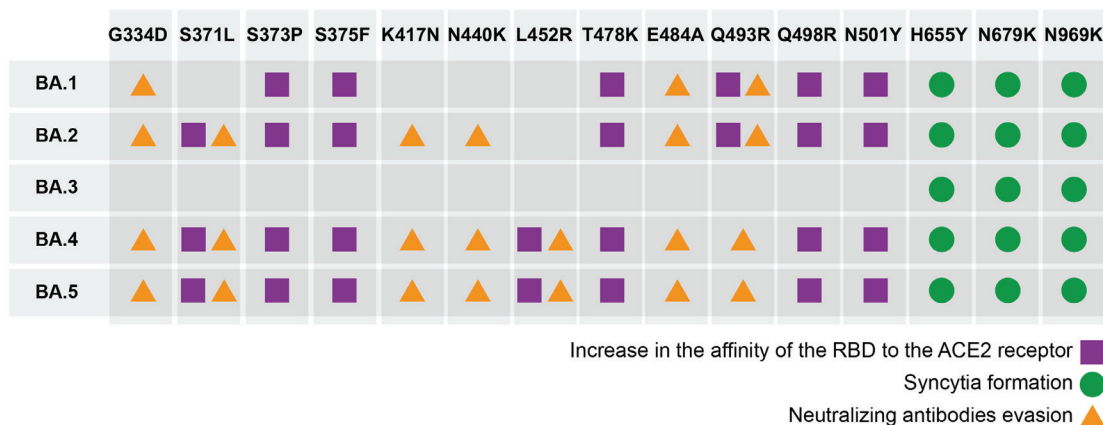 G334D S371L S373P S375F K417N N440K L452R T478K E484A Q493R Q498R N501Y H655Y N679K N969K
BA.1
BA.2
BA.3
BA.4
BA.5
Increase in the affinity of the RBD to the ACE2 receptor
Syncytia formation
Neutralizing antibodies evasion